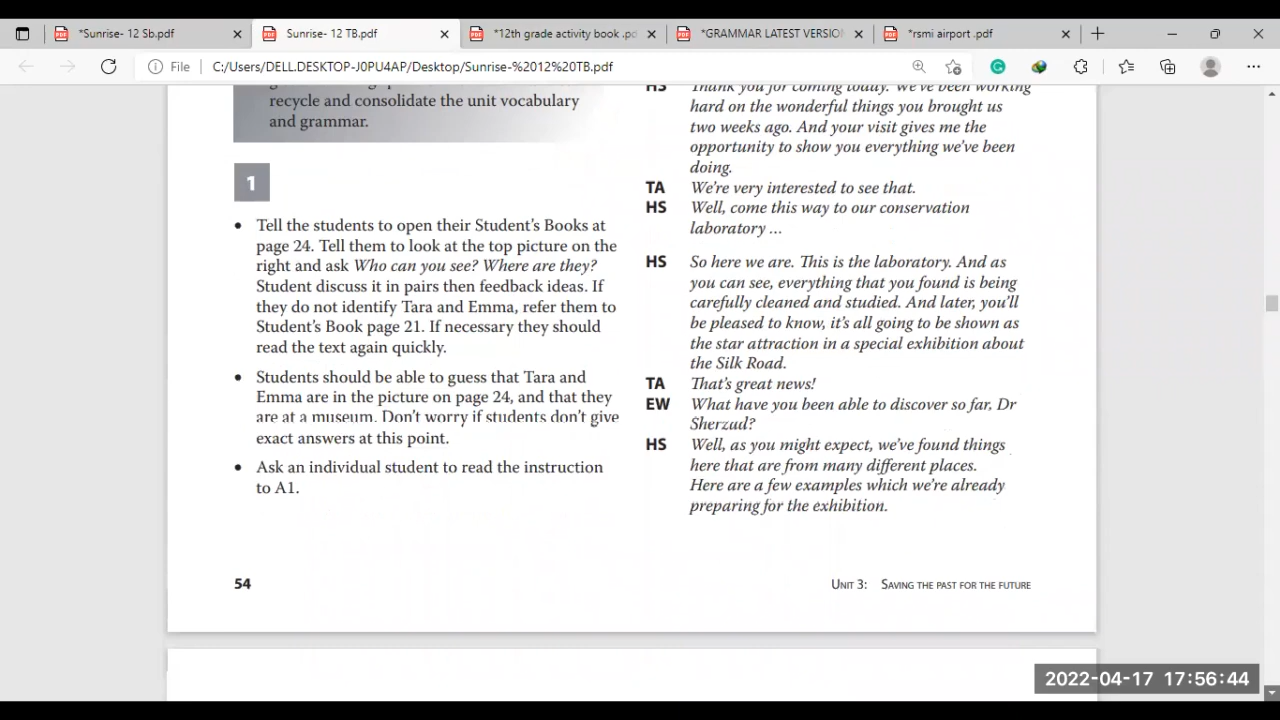 *Sunrise- 12 Sb.pdf
Sunrise- 12 TB.pdf
*12th grade activity book .pd
*GRAMMAR LATEST VERSION
*rsmi airport .pdf
File
C:/Users/DELL.DESKTOP-J0PU4AP/Desktop/Sunrise-%2012%20TB.pdf
recycle and consolidate the unit vocabulary
and grammar.
1
• Tell the students to open their Student's Books at
page 24. Tell them to look at the top picture on the
right and ask Who can you see? Where are they?
Student discuss it in pairs then feedback ideas. If
they do not identify Tara and Emma, refer them to
Student's Book page 21. If necessary they should
read the text again quickly.
• Students should be able to guess that Tara and
Emma are in the picture on page 24, and that they
are at a museum. Don't worry if students don't give
exact answers at this point.
• Ask an individual student to read the instruction
to A1.
HS Thank you for coming today. We've been working
hard on the wonderful things you brought us
two weeks ago. And your visit gives me the
opportunity to show you everything we've been
doing.
TA We're very interested to see that.
HS Well, come this way to our conservation
laboratory ...
HS So here we are. This is the laboratory. And as
you can see, everything that you found is being
carefully cleaned and studied. And later, you'll
be pleased to know, it's all going to be shown as
the star attraction in a special exhibition about
the Silk Road.
TA That's great news!
EW What have you been able to discover so far, Dr
Sherzad?
HS Well, as you might expect, we've found things
here that are from many different places.
Here are a few examples which we're already
preparing for the exhibition.
54
UNIT 3: SAVING THE PAST FOR THE FUTURE
2022-04-17 17:56:44